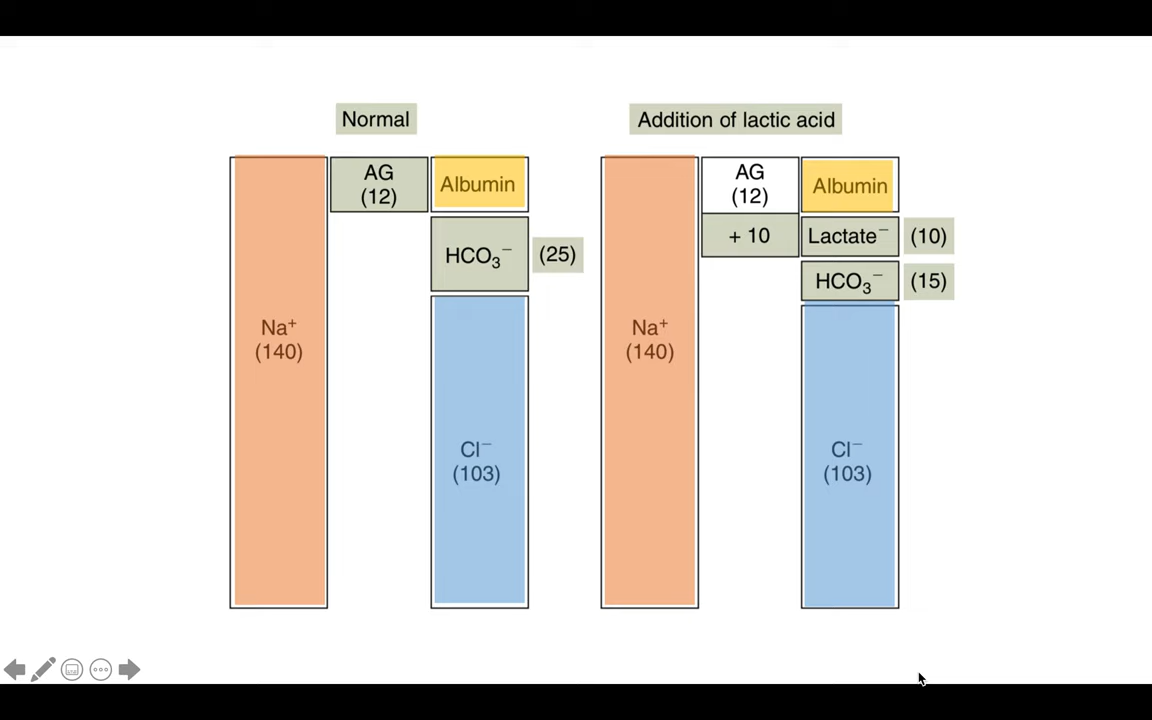 Normal
Addition of lactic acid
Na⁺
(140)
AG
(12)
Albumin
HCO₃⁻
(25)
Cl⁻
(103)
Na⁺
(140)
AG
(12)
+ 10
Albumin
Lactate⁻
(10)
HCO₃⁻
(15)
Cl⁻
(103)